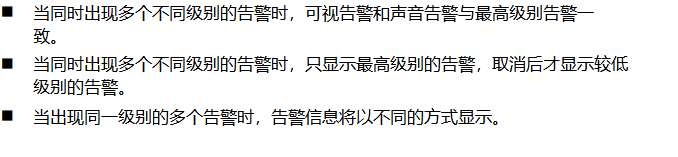 ■ 当同时出现多个不同级别的告警时，可视告警和声音告警与最高级别告警一
致。
■ 当同时出现多个不同级别的告警时，只显示最高级别的告警，取消后才显示较低
级别的告警。
■ 当出现同一级别的多个告警时，告警信息将以不同的方式显示。